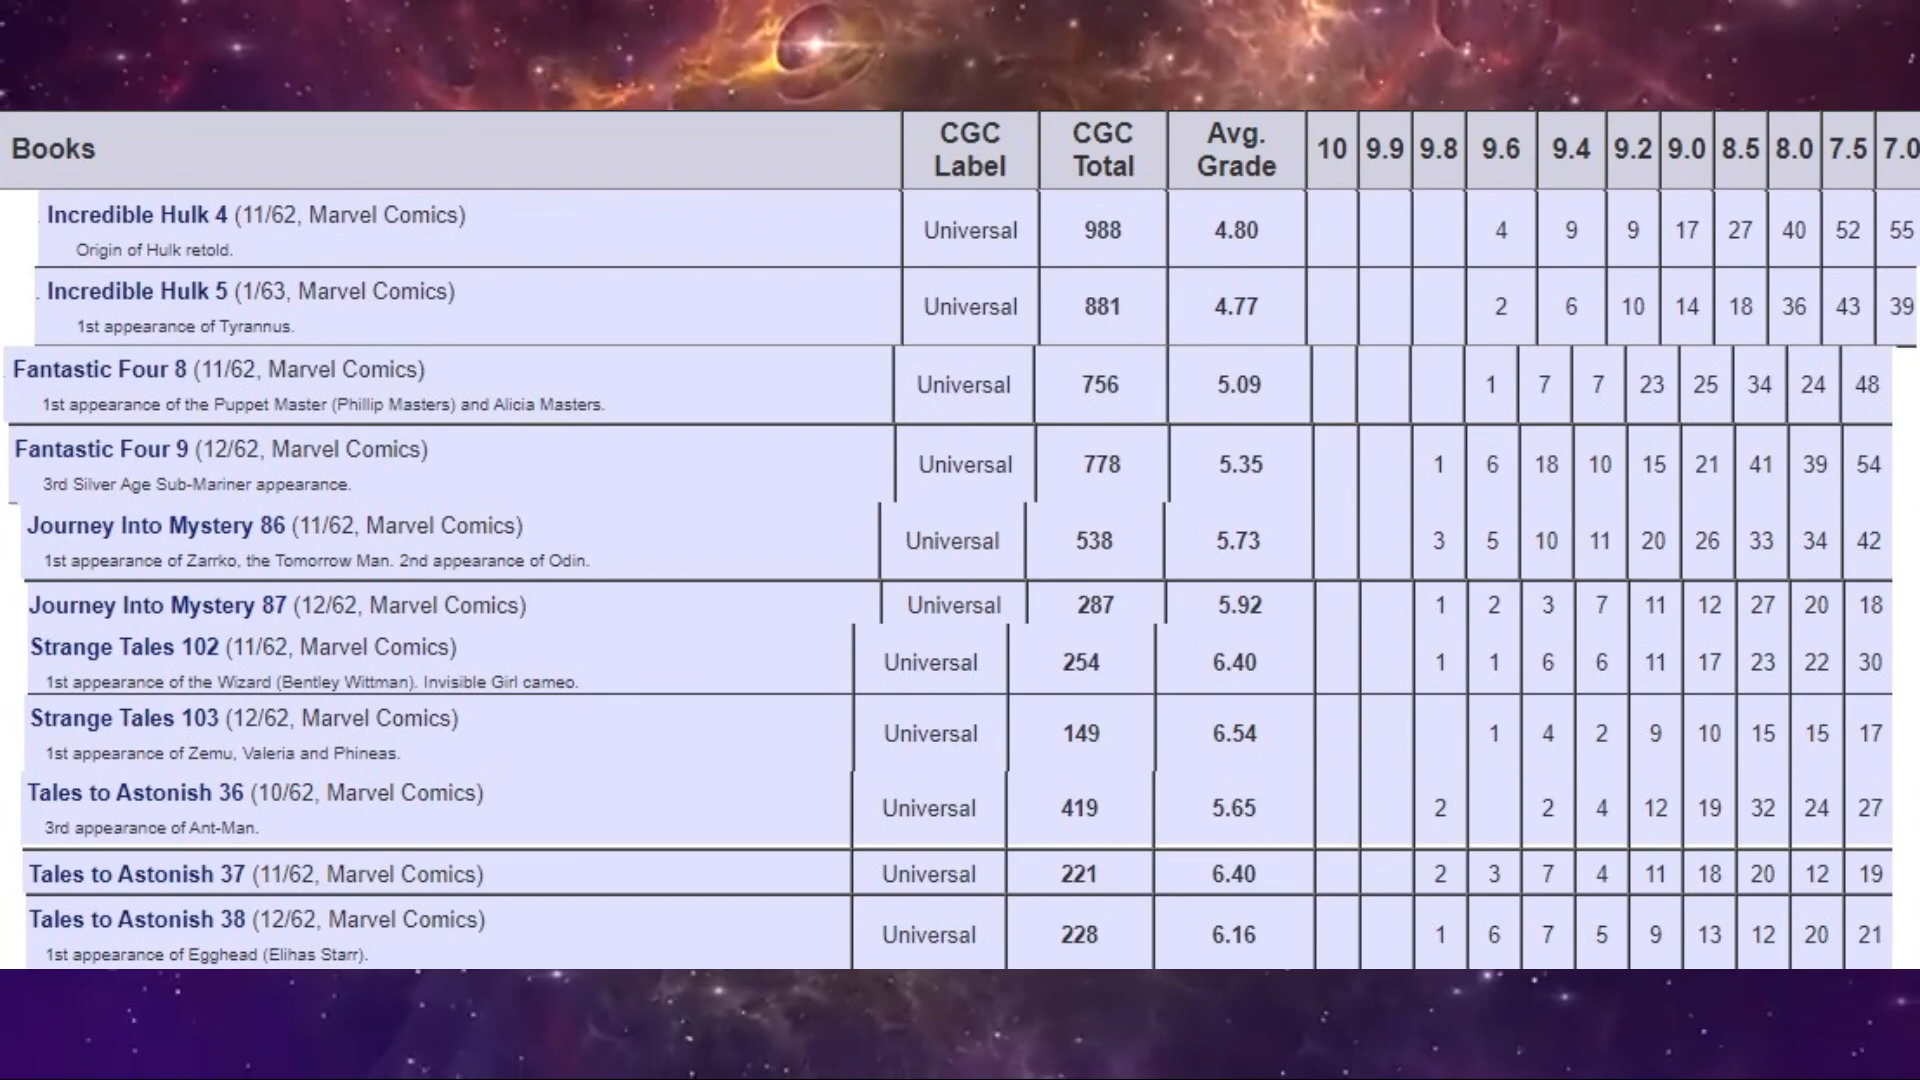 Books CGC Label CGC Total Avg. Grade 10 9.9 9.8 9.6 9.4 9.2 9.0 8.5 8.0 7.5 7.0
Incredible Hulk 4 (11/62, Marvel Comics) Universal 988 4.80 4 9 9 17 27 40 52 55
Origin of Hulk retold.
Incredible Hulk 5 (1/63, Marvel Comics) Universal 881 4.77 2 6 10 14 18 36 43 39
1st appearance of Tyrannus.
Fantastic Four 8 (11/62, Marvel Comics) Universal 756 5.09 1 7 7 23 25 34 24 48
1st appearance of the Puppet Master (Phillip Masters) and Alicia Masters.
Fantastic Four 9 (12/62, Marvel Comics) Universal 778 5.35 1 6 18 10 15 21 41 39 54
3rd Silver Age Sub-Mariner appearance.
Journey Into Mystery 86 (11/62, Marvel Comics) Universal 538 5.73 3 5 10 11 20 26 33 34 42
1st appearance of Zarrko, the Tomorrow Man. 2nd appearance of Odin.
Journey Into Mystery 87 (12/62, Marvel Comics) Universal 287 5.92 1 2 3 7 11 12 27 20 18
Strange Tales 102 (11/62, Marvel Comics) Universal 254 6.40 1 1 6 6 11 17 23 22 30
1st appearance of the Wizard (Bentley Wittman). Invisible Girl cameo.
Strange Tales 103 (12/62, Marvel Comics) Universal 149 6.54 1 4 2 9 10 15 15 17
1st appearance of Zemu, Valeria and Phineas.
Tales to Astonish 36 (10/62, Marvel Comics) Universal 419 5.65 2 2 4 12 19 32 24 27
3rd appearance of Ant-Man.
Tales to Astonish 37 (11/62, Marvel Comics) Universal 221 6.40 2 3 7 4 11 18 20 12 19
Tales to Astonish 38 (12/62, Marvel Comics) Universal 228 6.16 1 6 7 5 9 13 12 20 21
1st appearance of Egghead (Elihas Starr).